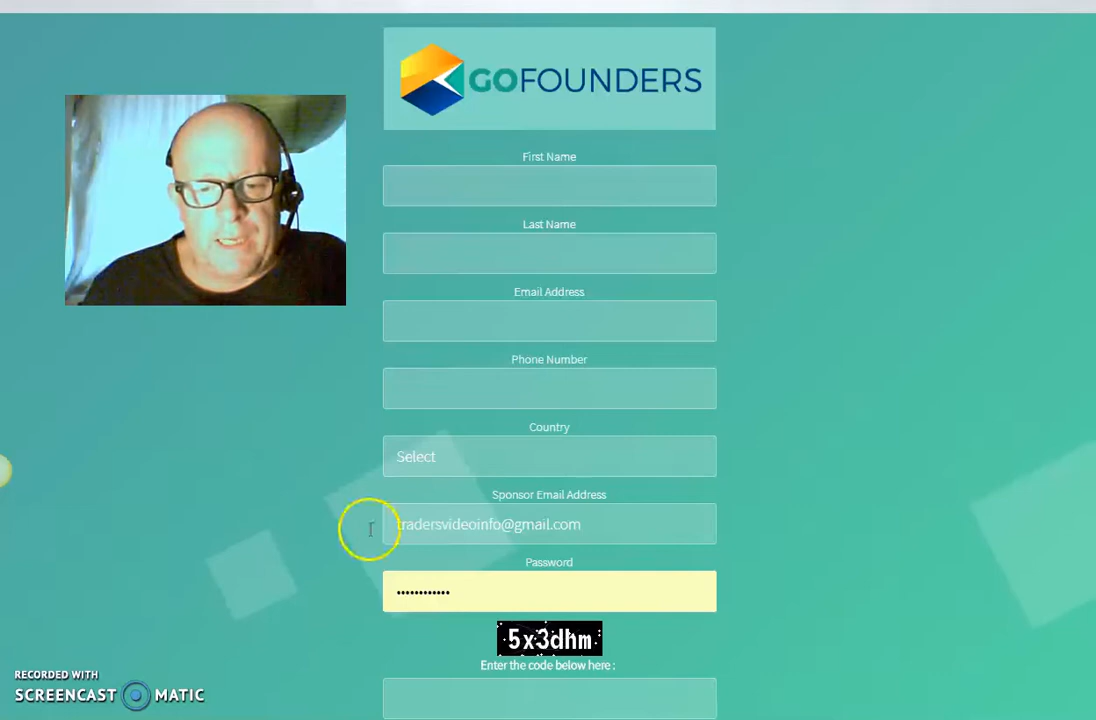 GOFOUNDERS
First Name
Last Name
Email Address
Phone Number
Country
Select
Sponsor Email Address
tradersvideoinfo@gmail.com
Password
••••••••••••
5x3dhm
Enter the code below here :
RECORDED WITH
SCREENCAST MATIC